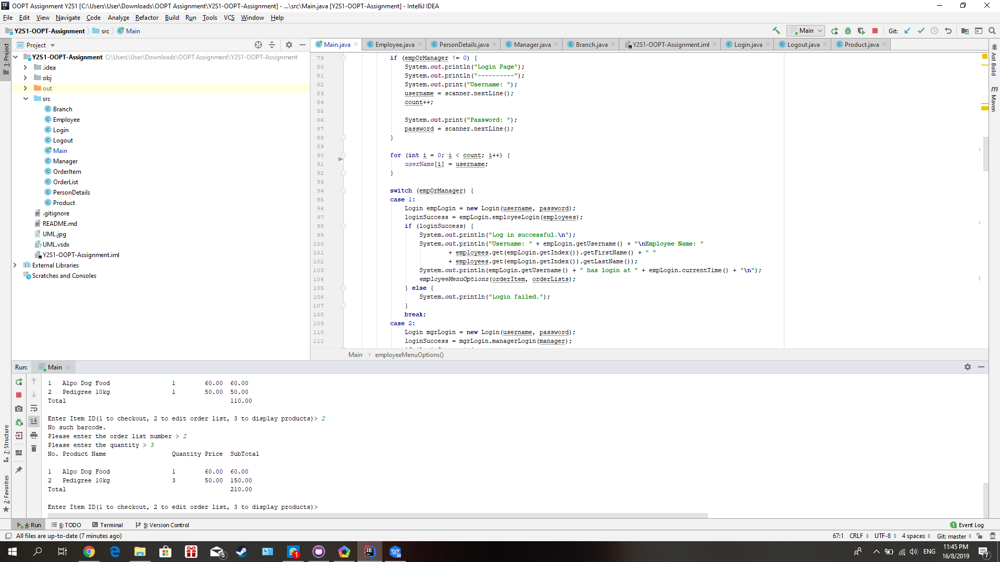 OOPT Assignment Y2S1 [C:\Users\User\Downloads\OOPT Assignment\Y2S1-OOPT-Assignment] - ...\src\Main.java [Y2S1-OOPT-Assignment] - IntelliJ IDEA
File Edit View Navigate Code Analyze Refactor Build Run Tools VCS Window Help
Y2S1-OOPT-Assignment src Main
Main Git:
1: Project
Project
Main.java Employee.java PersonDetails.java Manager.java Branch.java Y2S1-OOPT-Assignment.iml Login.java Logout.java Product.java
Ant Build
Maven
Y2S1-OOPT-Assignment C:\Users\User\Downloads\OOPT Assignment\Y2S1-OOPT-Assignment
.idea
obj
out
src
Branch
Employee
Login
Logout
Main
Manager
OrderItem
OrderList
PersonDetails
Product
.gitignore
README.md
UML.jpg
UML.vsdx
Y2S1-OOPT-Assignment.iml
External Libraries
Scratches and Consoles
79 if (empOrManager != 0) {
80 System.out.println("Login Page");
81 System.out.println("----------");
82 System.out.print("Username: ");
83 username = scanner.nextLine();
84 count++;
85
86 System.out.print("Password: ");
87 password = scanner.nextLine();
88 }
89
90 for (int i = 0; i < count; i++) {
91 userName[i] = username;
92 }
93
94 switch (empOrManager) {
95 case 1:
96 Login empLogin = new Login(username, password);
97 loginSuccess = empLogin.employeeLogin(employees);
98 if (loginSuccess) {
99 System.out.println("Log in successful.\n");
100 System.out.println("Username: " + empLogin.getUsername() + "\nEmployee Name: "
101 + employees.get(empLogin.getIndex()).getFirstName() + " "
102 + employees.get(empLogin.getIndex()).getLastName());
103 System.out.println(empLogin.getUsername() + " has login at " + empLogin.currentTime() + "\n");
104 employeeMenuOptions(orderItem, orderLists);
105 } else {
106 System.out.println("Login failed.");
107 }
108 break;
109 case 2:
110 Login mgrLogin = new Login(username, password);
111 loginSuccess = mgrLogin.managerLogin(manager);
Main > employeeMenuOptions()
Run: Main
1 Alpo Dog Food 1 60.00 60.00
2 Pedigree 10kg 1 50.00 50.00
Total 110.00
Enter Item ID(1 to checkout, 2 to edit order list, 3 to display products)> 2
No such barcode.
Please enter the order list number > 2
Please enter the quantity > 3
No. Product Name Quantity Price SubTotal
1 Alpo Dog Food 1 60.00 60.00
2 Pedigree 10kg 3 50.00 150.00
Total 210.00
Enter Item ID(1 to checkout, 2 to edit order list, 3 to display products)>
7: Structure
2: Favorites
4: Run 6: TODO Terminal 9: Version Control 1 Event Log
All files are up-to-date (7 minutes ago) 67:1 CRLF UTF-8 4 spaces Git: master
5 1 ENG 11:45 PM
16/8/2019 7